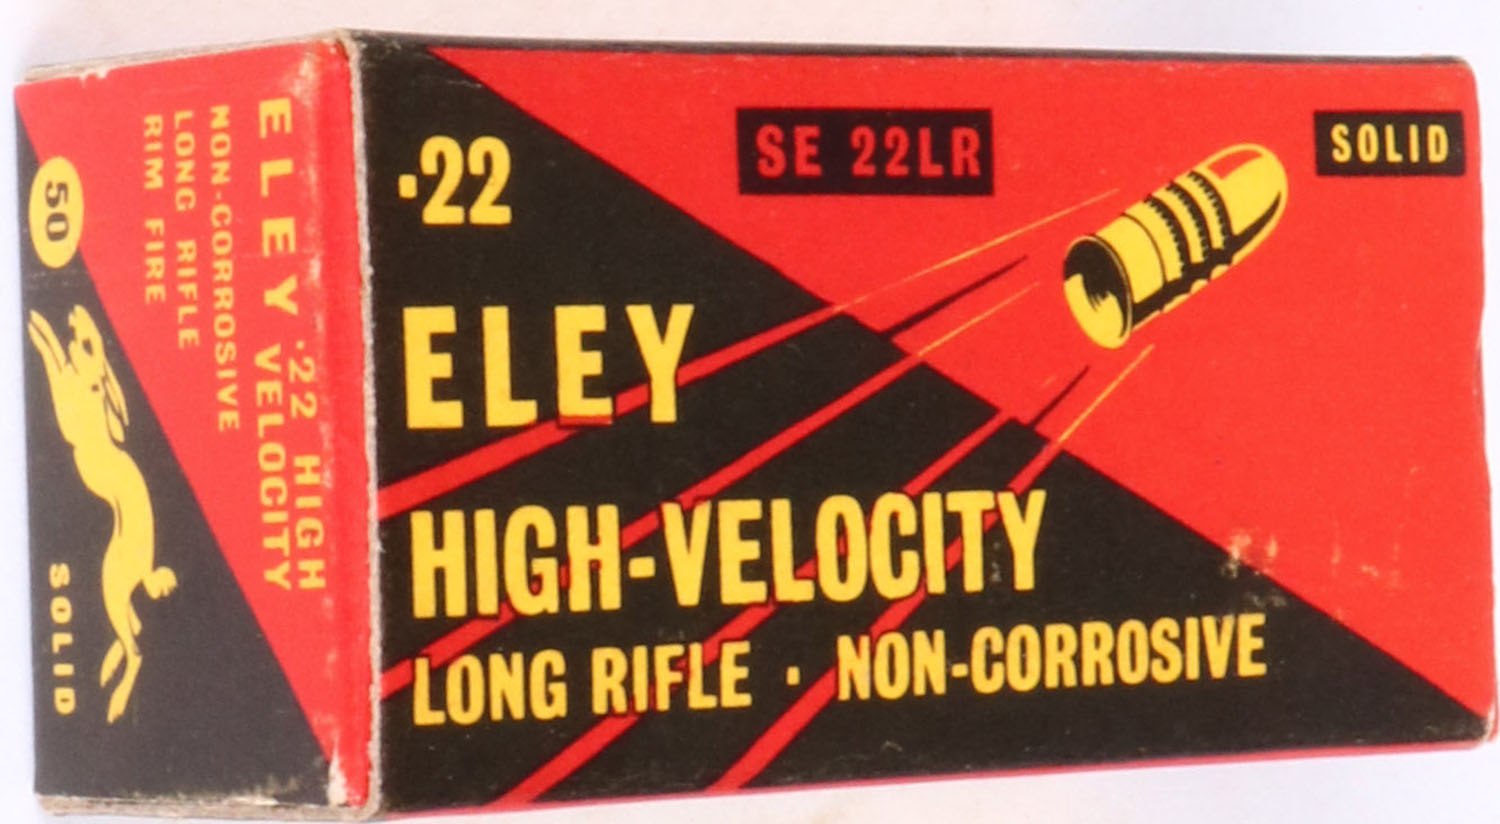 ELEY .22 HIGH
VELOCITY
NON-CORROSIVE
LONG RIFLE
RIM FIRE
50
SOLID
.22
SE 22LR
SOLID
ELEY
HIGH-VELOCITY
LONG RIFLE · NON-CORROSIVE